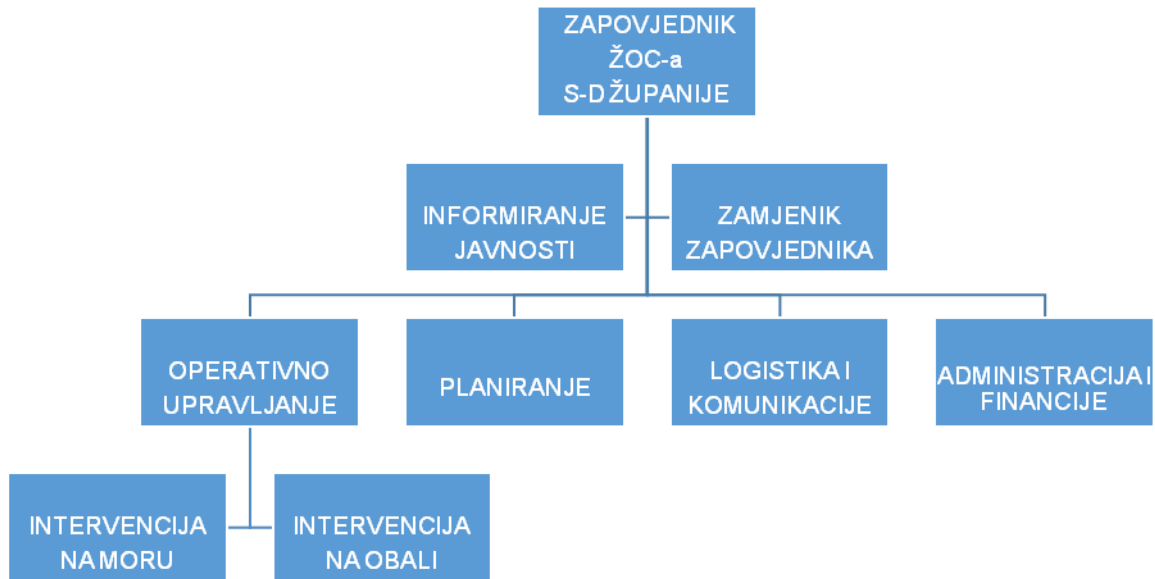 ZAPOVJEDNIK
ŽOC-a
S-D ŽUPANIJE
INFORMIRANJE
JAVNOSTI
ZAMJENIK
ZAPOVJEDNIKA
OPERATIVNO
UPRAVLJANJE
PLANIRANJE
LOGISTIKA I
KOMUNIKACIJE
ADMINISTRACIJA I
FINANCIJE
INTERVENCIJA
NA MORU
INTERVENCIJA
NA OBALI